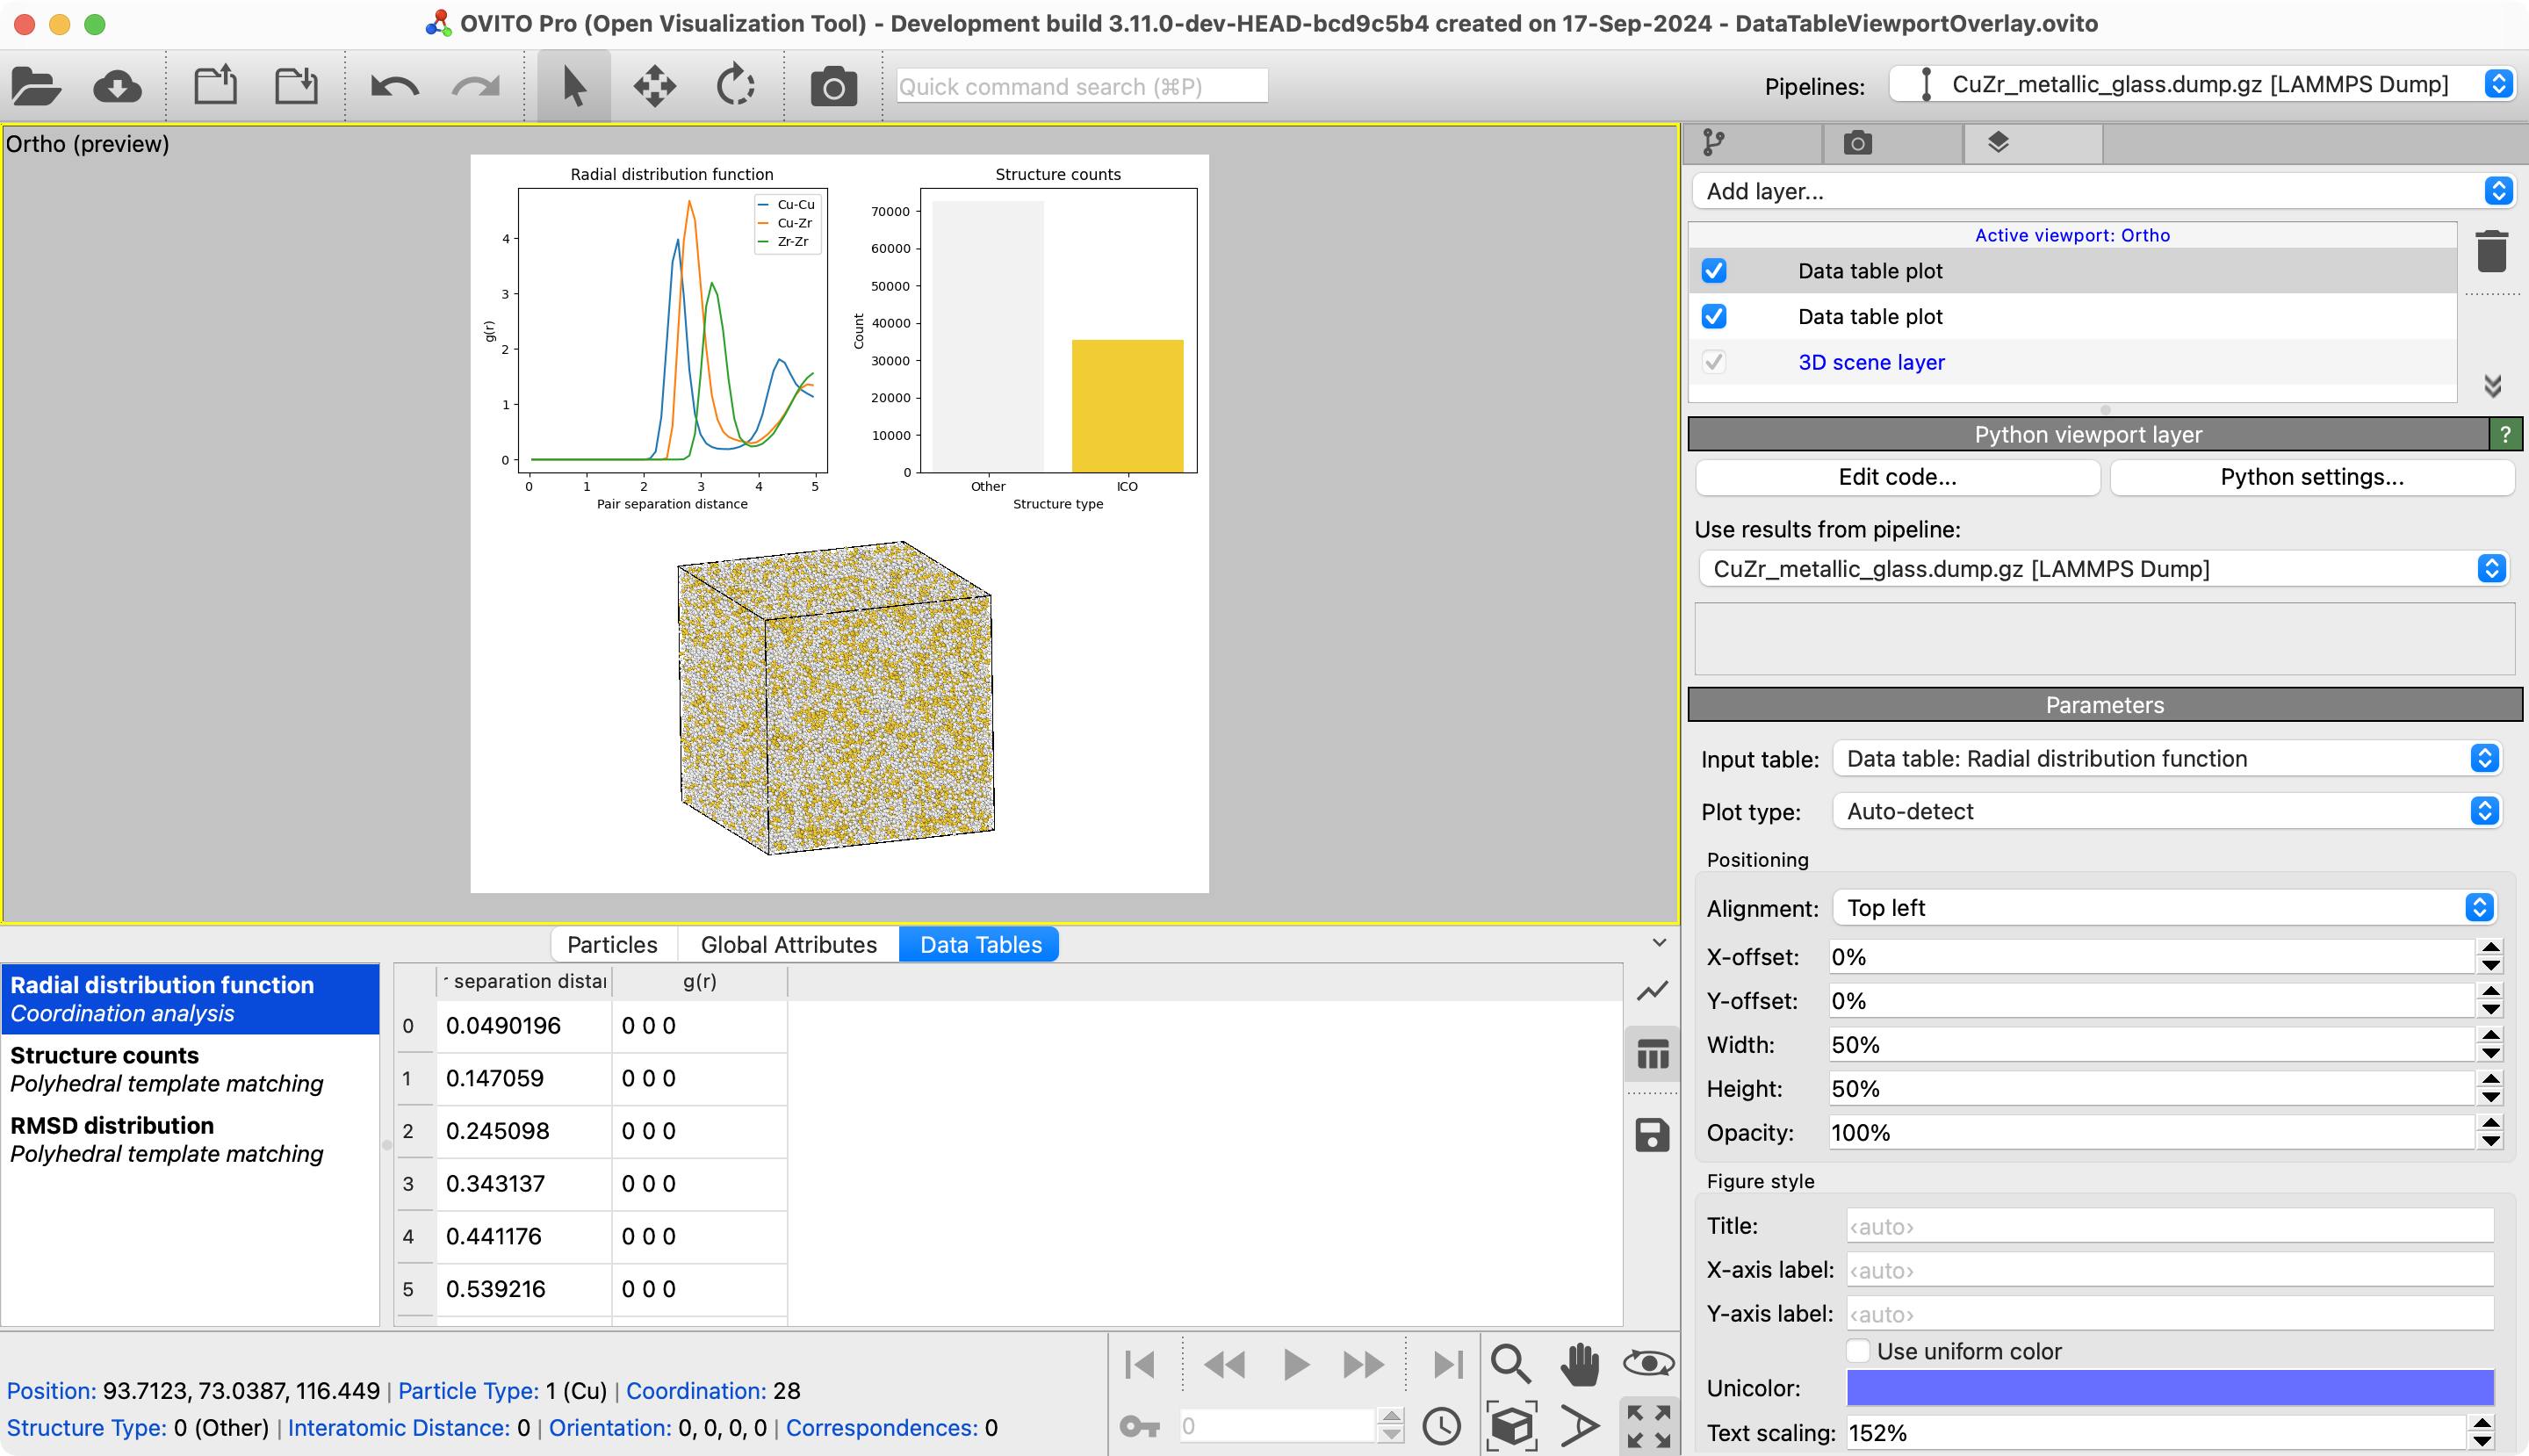 OVITO Pro (Open Visualization Tool) - Development build 3.11.0-dev-HEAD-bcd9c5b4 created on 17-Sep-2024 - DataTableViewportOverlay.ovito
Quick command search (⌘P)
Pipelines:
CuZr_metallic_glass.dump.gz [LAMMPS Dump]
Ortho (preview)
Radial distribution function
Cu-Cu
Cu-Zr
Zr-Zr
4
3
2
1
0
g(r)
0 1 2 3 4 5
Pair separation distance
Structure counts
70000
60000
50000
40000
30000
20000
10000
0
Count
Other ICO
Structure type
Add layer...
Active viewport: Ortho
Data table plot
Data table plot
3D scene layer
Python viewport layer
?
Edit code...
Python settings...
Use results from pipeline:
CuZr_metallic_glass.dump.gz [LAMMPS Dump]
Parameters
Input table: Data table: Radial distribution function
Plot type: Auto-detect
Positioning
Alignment: Top left
X-offset: 0%
Y-offset: 0%
Width: 50%
Height: 50%
Opacity: 100%
Figure style
Title: ‹auto›
X-axis label: ‹auto›
Y-axis label: ‹auto›
Use uniform color
Unicolor:
Text scaling: 152%
Particles Global Attributes Data Tables
Radial distribution function
Coordination analysis
Structure counts
Polyhedral template matching
RMSD distribution
Polyhedral template matching
separation g(r)
0 0.0490196 0 0 0
1 0.147059 0 0 0
2 0.245098 0 0 0
3 0.343137 0 0 0
4 0.441176 0 0 0
5 0.539216 0 0 0
Position: 93.7123, 73.0387, 116.449 | Particle Type: 1 (Cu) | Coordination: 28
Structure Type: 0 (Other) | Interatomic Distance: 0 | Orientation: 0, 0, 0, 0 | Correspondences: 0
0